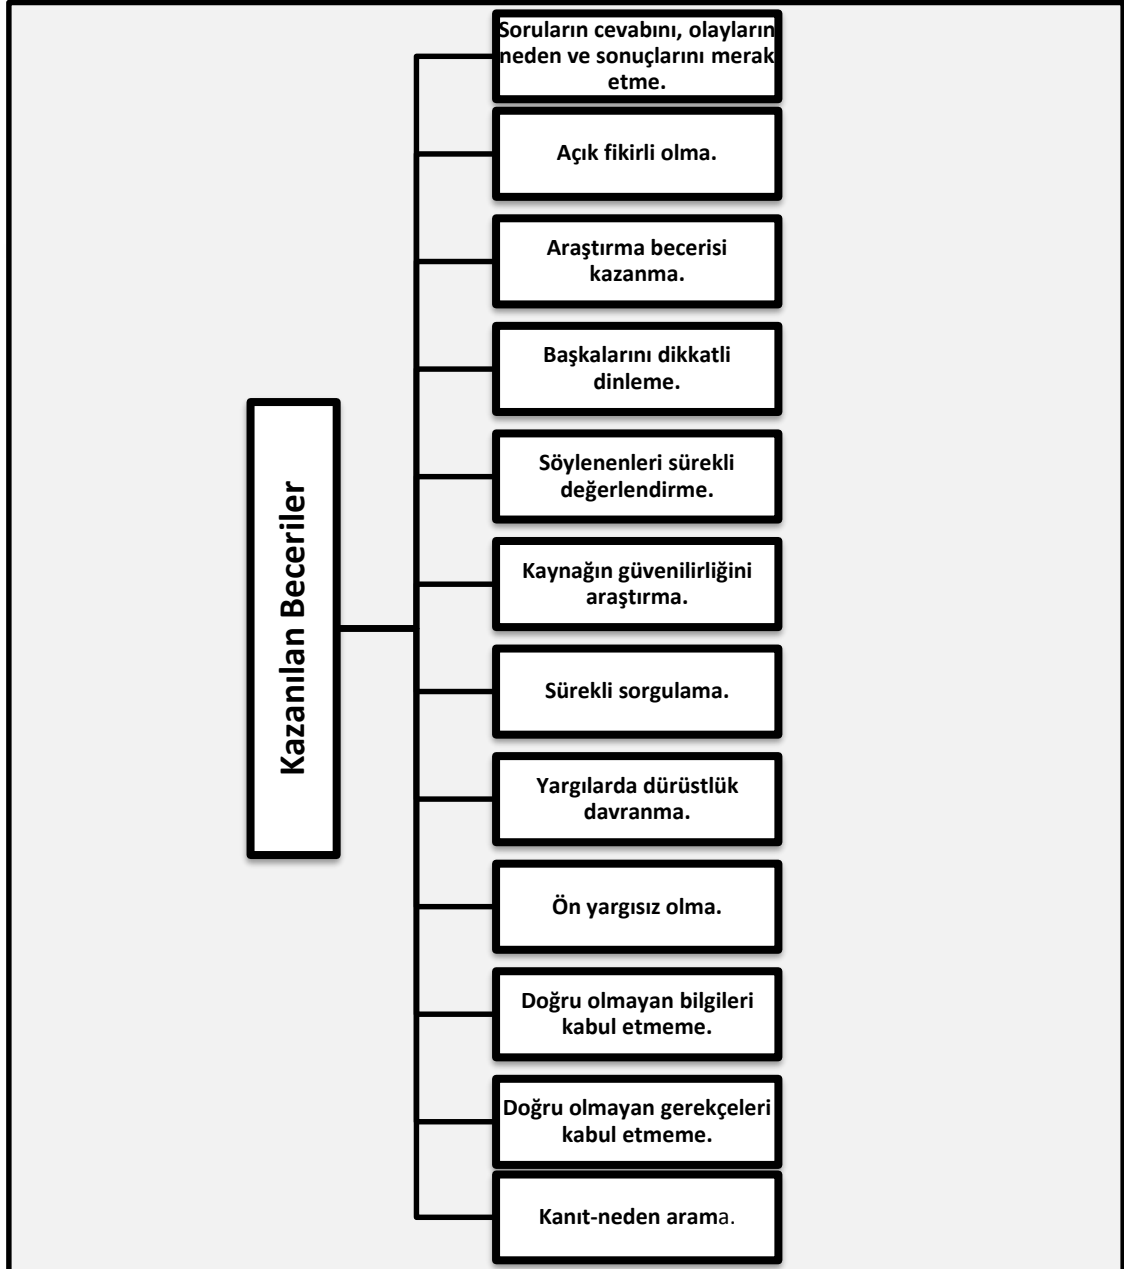 Kazanılan Beceriler
Soruların cevabını, olayların
neden ve sonuçlarını merak
etme.
Açık fikirli olma.
Araştırma becerisi
kazanma.
Başkalarını dikkatli
dinleme.
Söylenenleri sürekli
değerlendirme.
Kaynağın güvenilirliğini
araştırma.
Sürekli sorgulama.
Yargılarda dürüstlük
davranma.
Ön yargısız olma.
Doğru olmayan bilgileri
kabul etmeme.
Doğru olmayan gerekçeleri
kabul etmeme.
Kanıt-neden arama.